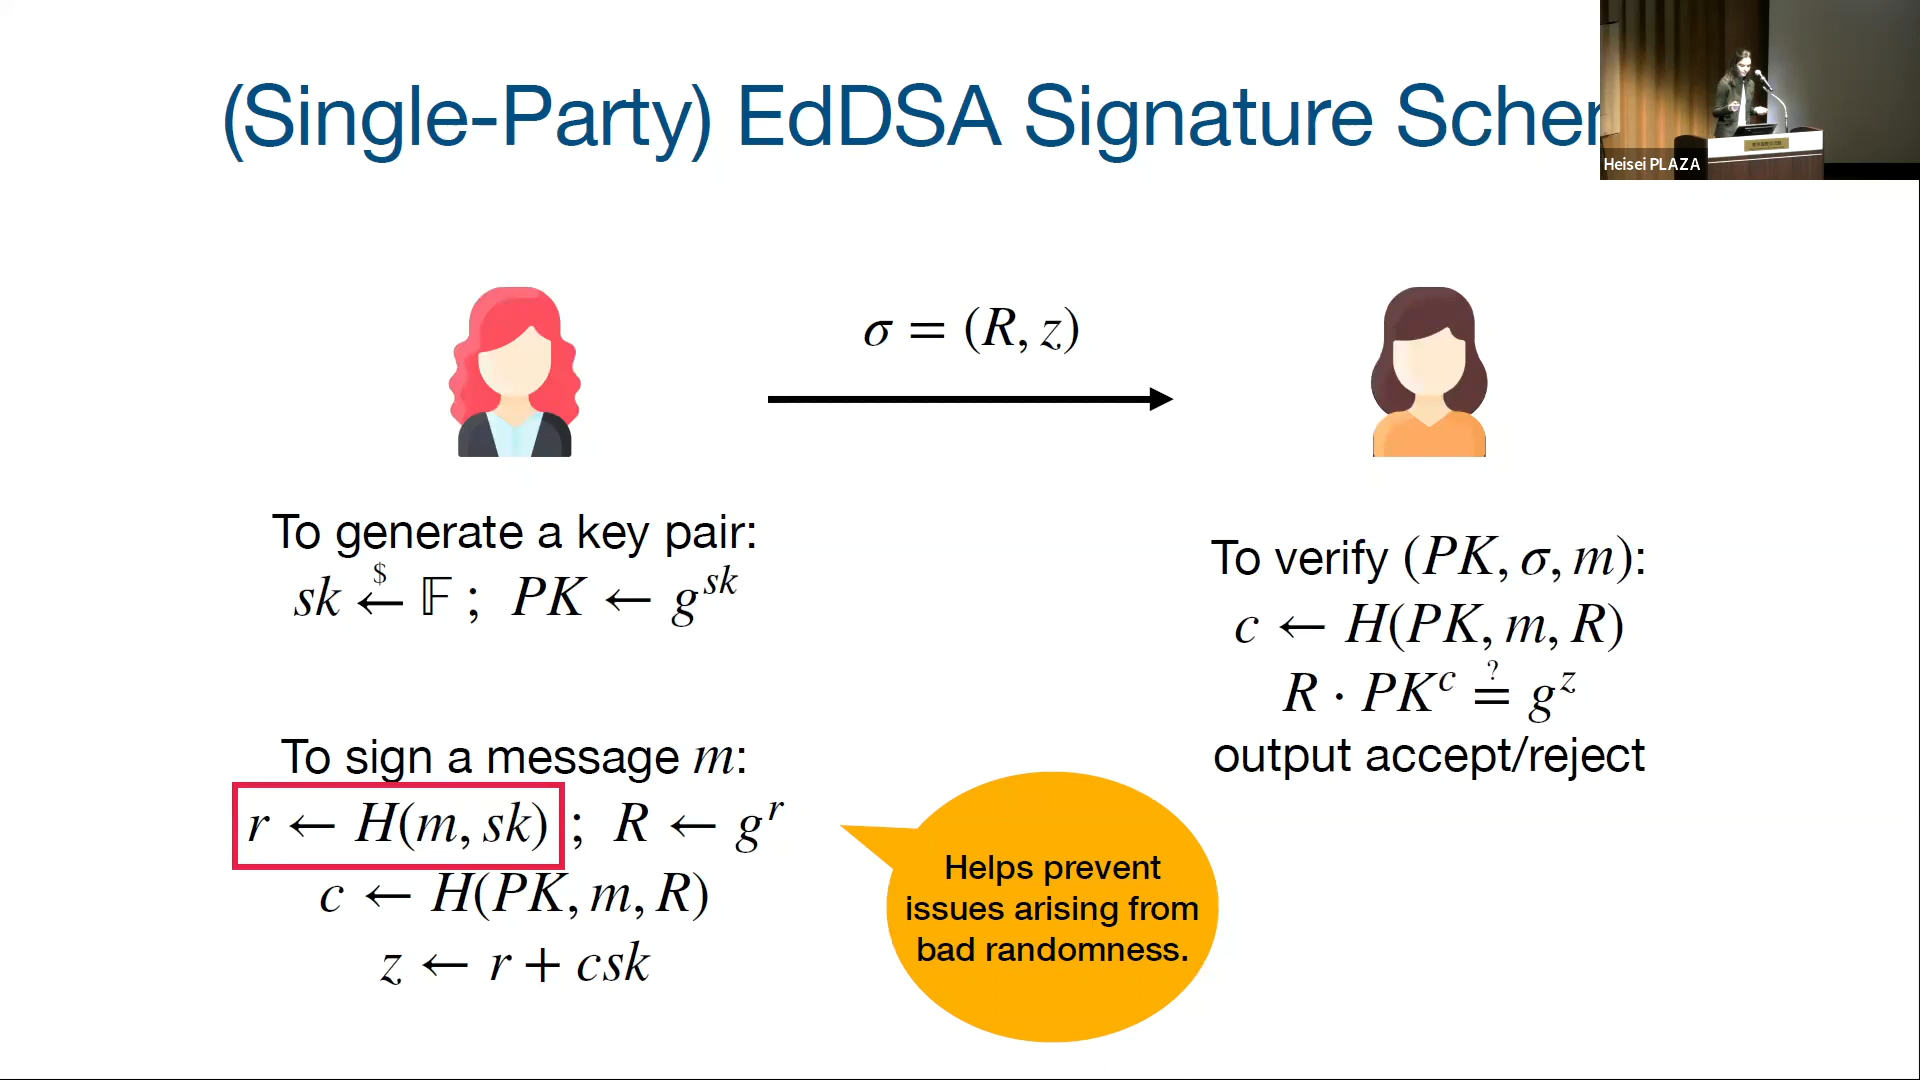 (Single-Party) EdDSA Signature Scher
Heisei PLAZA
σ = (R, z)
To generate a key pair:
sk ←$ 𝔽 ; PK ← g^sk
To sign a message m:
r ← H(m, sk) ; R ← g^r
c ← H(PK, m, R)
z ← r + csk
Helps prevent
issues arising from
bad randomness.
To verify (PK, σ, m):
c ← H(PK, m, R)
R · PK^c ≟ g^z
output accept/reject